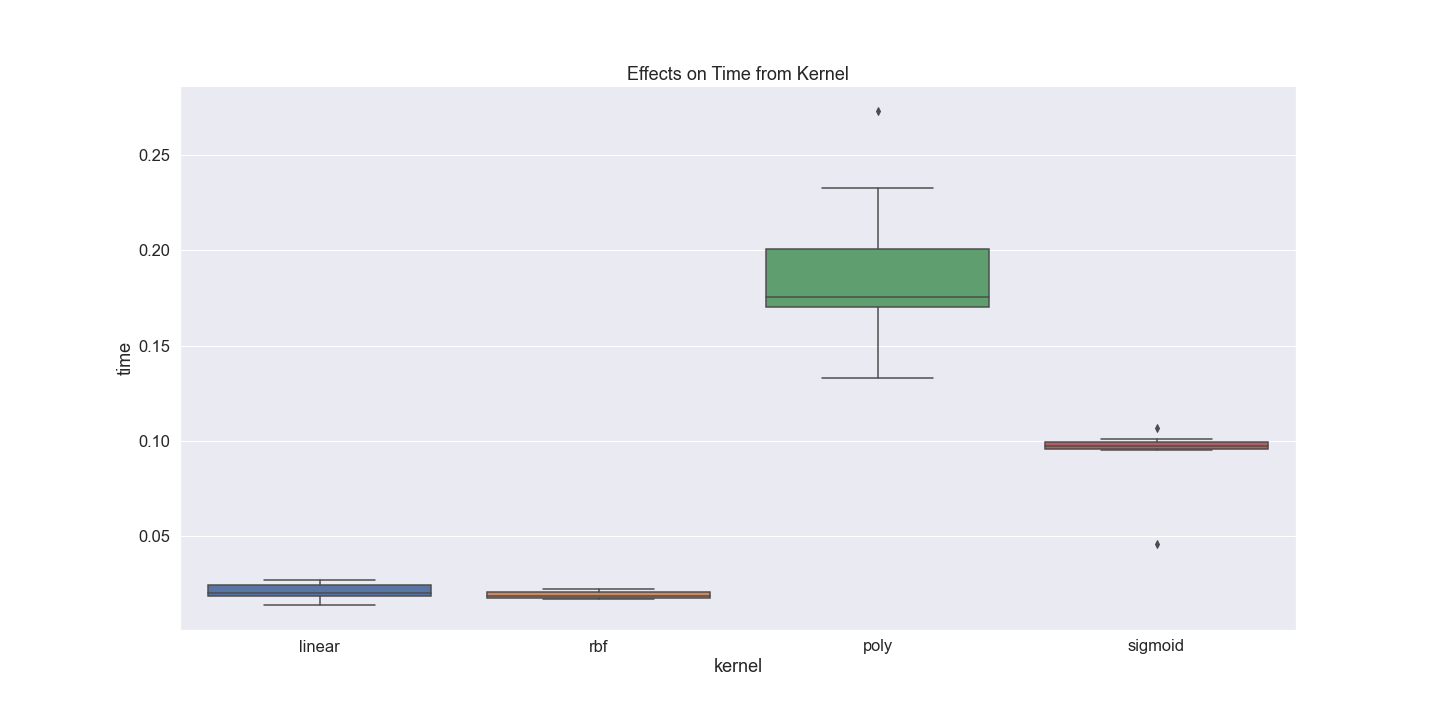 Effects on Time from Kernel
0.25
0.20
0.15
0.10
0.05
time
linear
rbf
poly
sigmoid
kernel